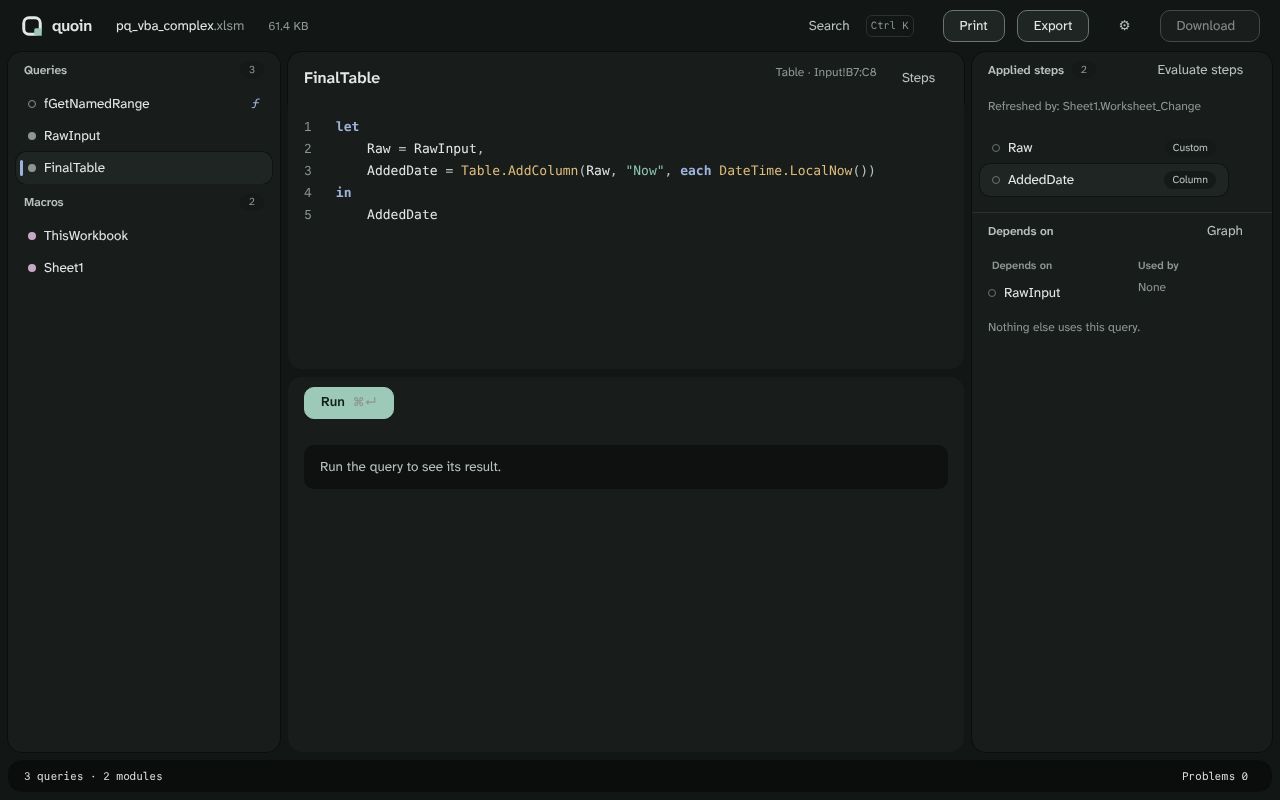 quoin pq_vba_complex.xlsm 61.4 KB Search Ctrl K Print Export ⚙ Download
Queries 3
fGetNamedRange ƒ
RawInput
FinalTable
Macros 2
ThisWorkbook
Sheet1
FinalTable Table · Input!B7:C8 Steps
1 let
2 Raw = RawInput,
3 AddedDate = Table.AddColumn(Raw, "Now", each DateTime.LocalNow())
4 in
5 AddedDate
Run ⌘↵
Run the query to see its result.
Applied steps 2 Evaluate steps
Refreshed by: Sheet1.Worksheet_Change
Raw Custom
AddedDate Column
Depends on Graph
Depends on Used by
RawInput None
Nothing else uses this query.
3 queries · 2 modules Problems 0